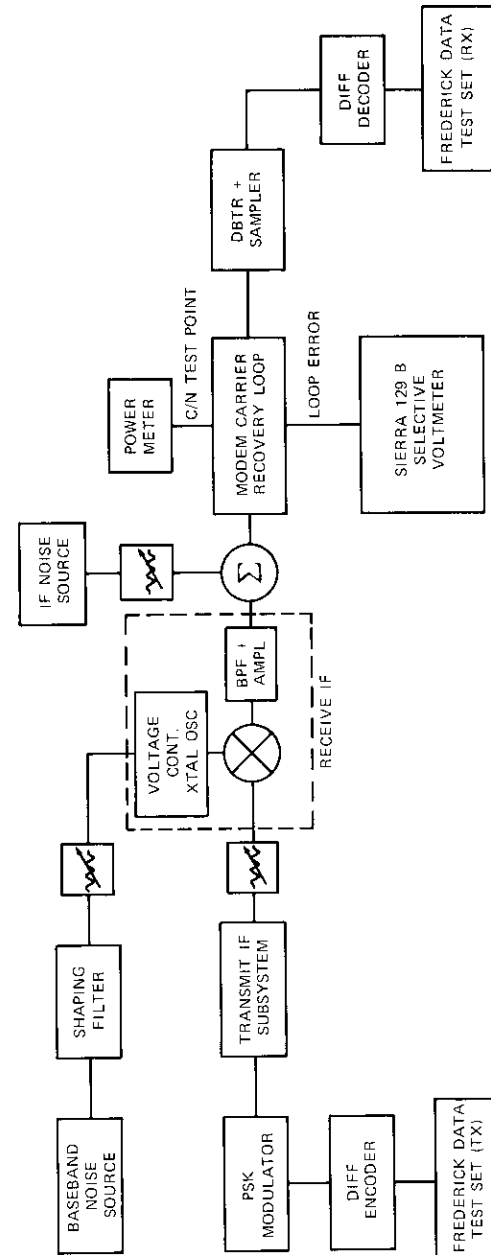 BASEBAND
NOISE
SOURCE
SHAPING
FILTER
VOLTAGE
CONT.
XTAL OSC
IF NOISE
SOURCE
POWER
METER
C/N TEST POINT
PSK
MODULATOR
TRANSMIT IF
SUBSYSTEM
BPF +
AMPL
RECEIVE IF
Σ
MODEM CARRIER
RECOVERY LOOP
DBTR +
SAMPLER
LOOP ERROR
DIFF
ENCODER
FREDERICK DATA
TEST SET (TX)
SIERRA 129 B
SELECTIVE
VOLTMETER
DIFF
DECODER
FREDERICK DATA
TEST SET (RX)